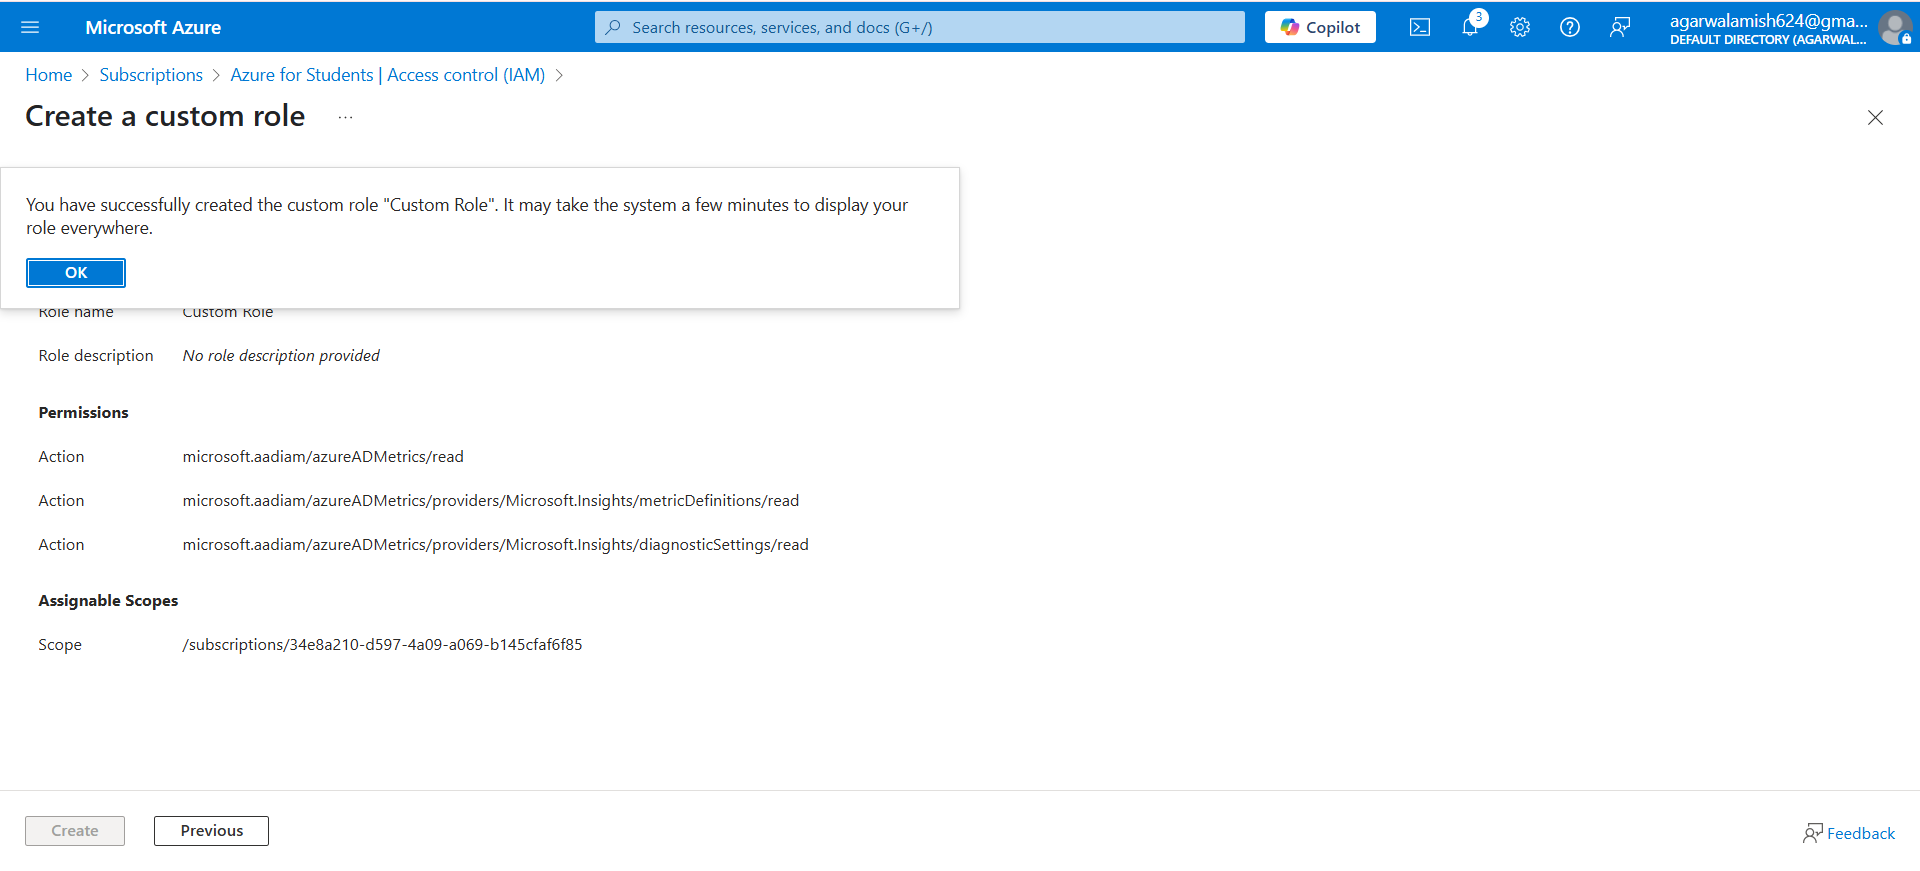 Microsoft Azure
Search resources, services, and docs (G+/)
Copilot
3
agarwalamish624@gma...
DEFAULT DIRECTORY (AGARWAL...
Home > Subscriptions > Azure for Students | Access control (IAM) >
Create a custom role ...
You have successfully created the custom role "Custom Role". It may take the system a few minutes to display your
role everywhere.
OK
Role name Custom Role
Role description No role description provided
Permissions
Action microsoft.aadiam/azureADMetrics/read
Action microsoft.aadiam/azureADMetrics/providers/Microsoft.Insights/metricDefinitions/read
Action microsoft.aadiam/azureADMetrics/providers/Microsoft.Insights/diagnosticSettings/read
Assignable Scopes
Scope /subscriptions/34e8a210-d597-4a09-a069-b145cfaf6f85
Create
Previous
Feedback